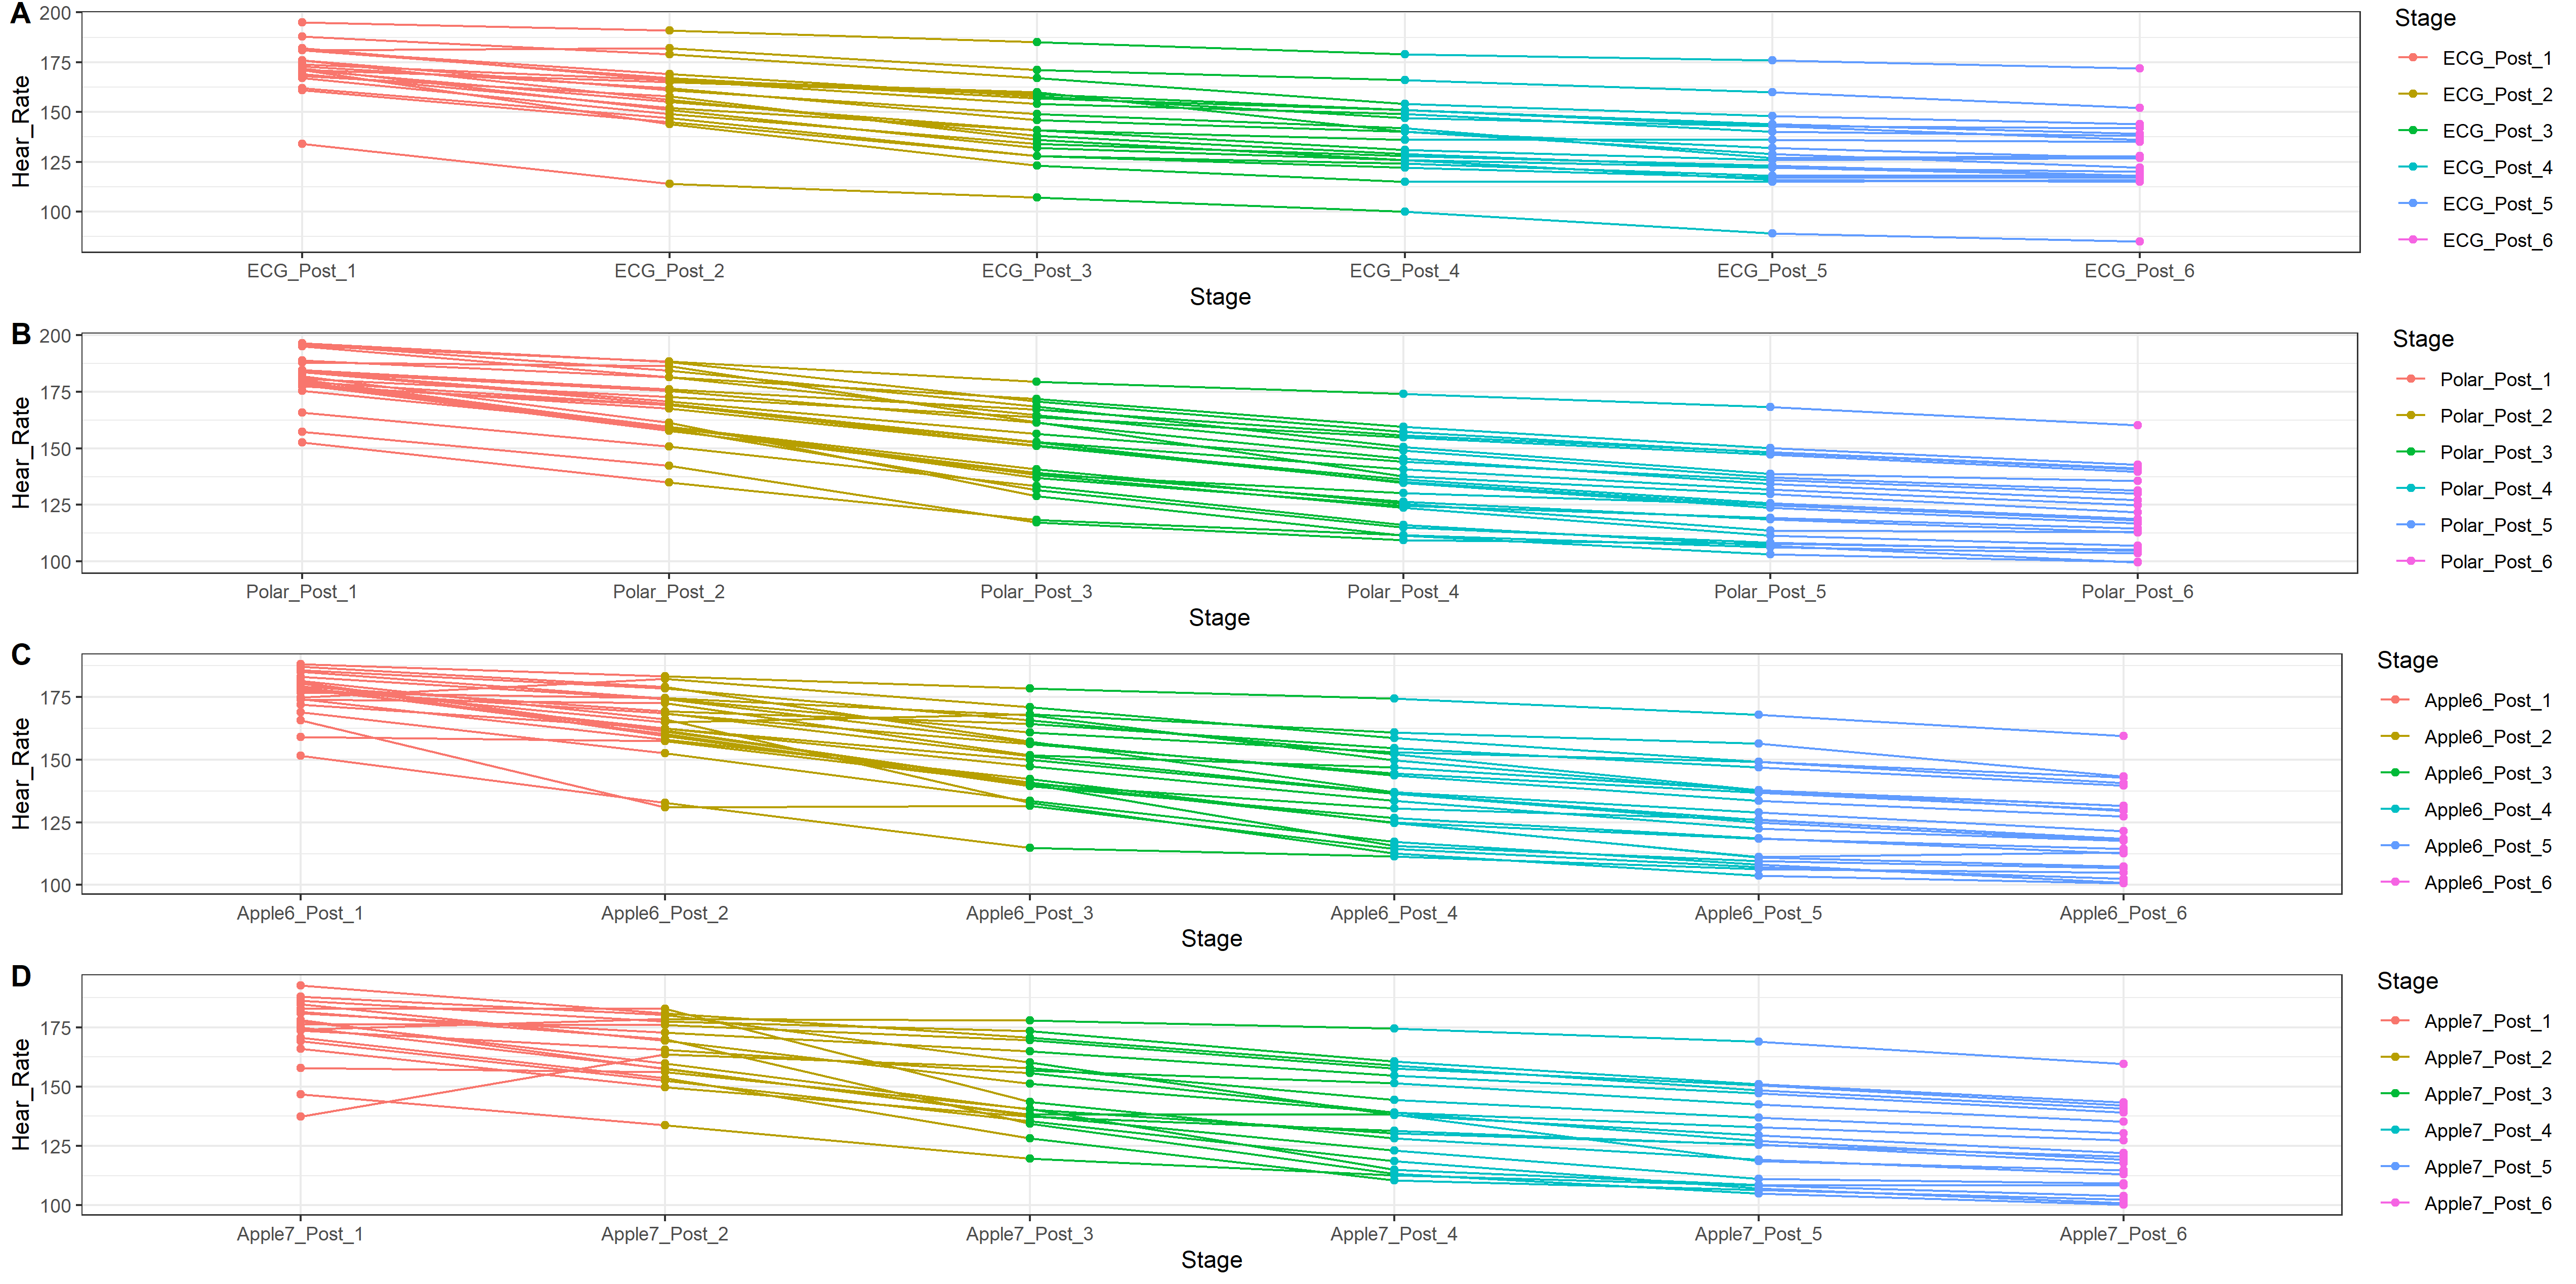 A
200
175
150
125
100
Hear_Rate
ECG_Post_1 ECG_Post_2 ECG_Post_3 ECG_Post_4 ECG_Post_5 ECG_Post_6
Stage
Stage
ECG_Post_1
ECG_Post_2
ECG_Post_3
ECG_Post_4
ECG_Post_5
ECG_Post_6
B
200
175
150
125
100
Hear_Rate
Polar_Post_1 Polar_Post_2 Polar_Post_3 Polar_Post_4 Polar_Post_5 Polar_Post_6
Stage
Stage
Polar_Post_1
Polar_Post_2
Polar_Post_3
Polar_Post_4
Polar_Post_5
Polar_Post_6
C
175
150
125
100
Hear_Rate
Apple6_Post_1 Apple6_Post_2 Apple6_Post_3 Apple6_Post_4 Apple6_Post_5 Apple6_Post_6
Stage
Stage
Apple6_Post_1
Apple6_Post_2
Apple6_Post_3
Apple6_Post_4
Apple6_Post_5
Apple6_Post_6
D
175
150
125
100
Hear_Rate
Apple7_Post_1 Apple7_Post_2 Apple7_Post_3 Apple7_Post_4 Apple7_Post_5 Apple7_Post_6
Stage
Stage
Apple7_Post_1
Apple7_Post_2
Apple7_Post_3
Apple7_Post_4
Apple7_Post_5
Apple7_Post_6